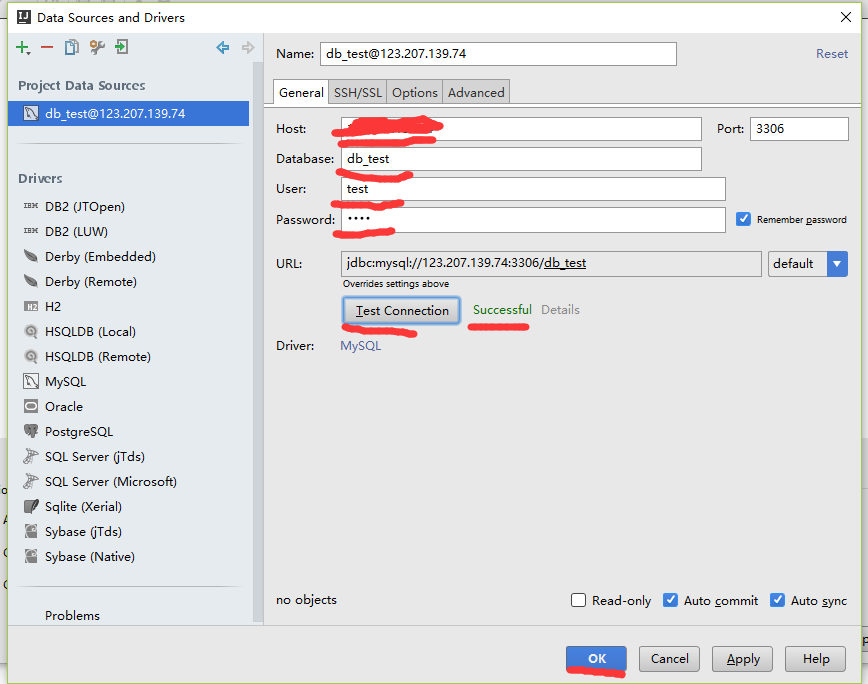 Data Sources and Drivers
Name: db_test@123.207.139.74 Reset
Project Data Sources
db_test@123.207.139.74
General SSH/SSL Options Advanced
Host: Port: 3306
Database: db_test
User: test
Password: •••• Remember password
URL: jdbc:mysql://123.207.139.74:3306/db_test default
Overrides settings above
Test Connection Successful Details
Driver: MySQL
Drivers
DB2 (JTOpen)
DB2 (LUW)
Derby (Embedded)
Derby (Remote)
H2
HSQLDB (Local)
HSQLDB (Remote)
MySQL
Oracle
PostgreSQL
SQL Server (jTds)
SQL Server (Microsoft)
Sqlite (Xerial)
Sybase (jTds)
Sybase (Native)
Problems
no objects Read-only Auto commit Auto sync
OK Cancel Apply Help